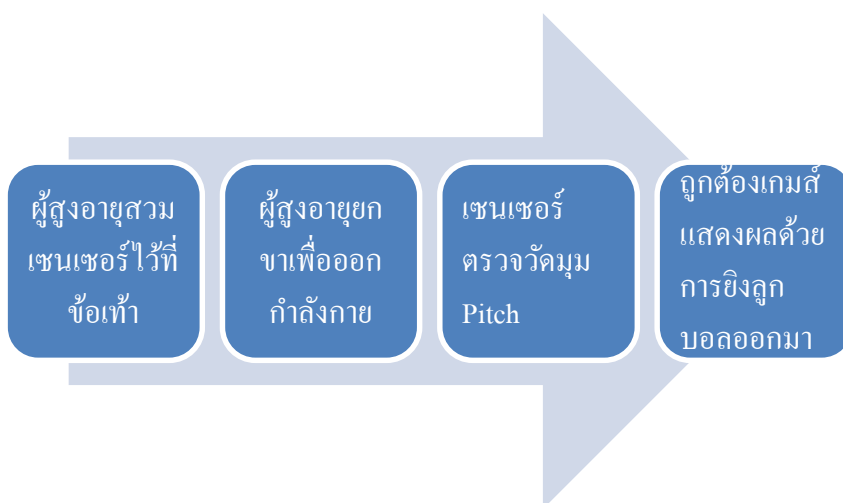 ผู้สูงอายุสวม
เซนเซอร์ไว้ที่
ข้อเท้า
ผู้สูงอายุยก
ขาเพื่อออก
กำลังกาย
เซนเซอร์
ตรวจวัดมุม
Pitch
ถูกต้องเกมส์
แสดงผลด้วย
การยิงลูก
บอลออกมา